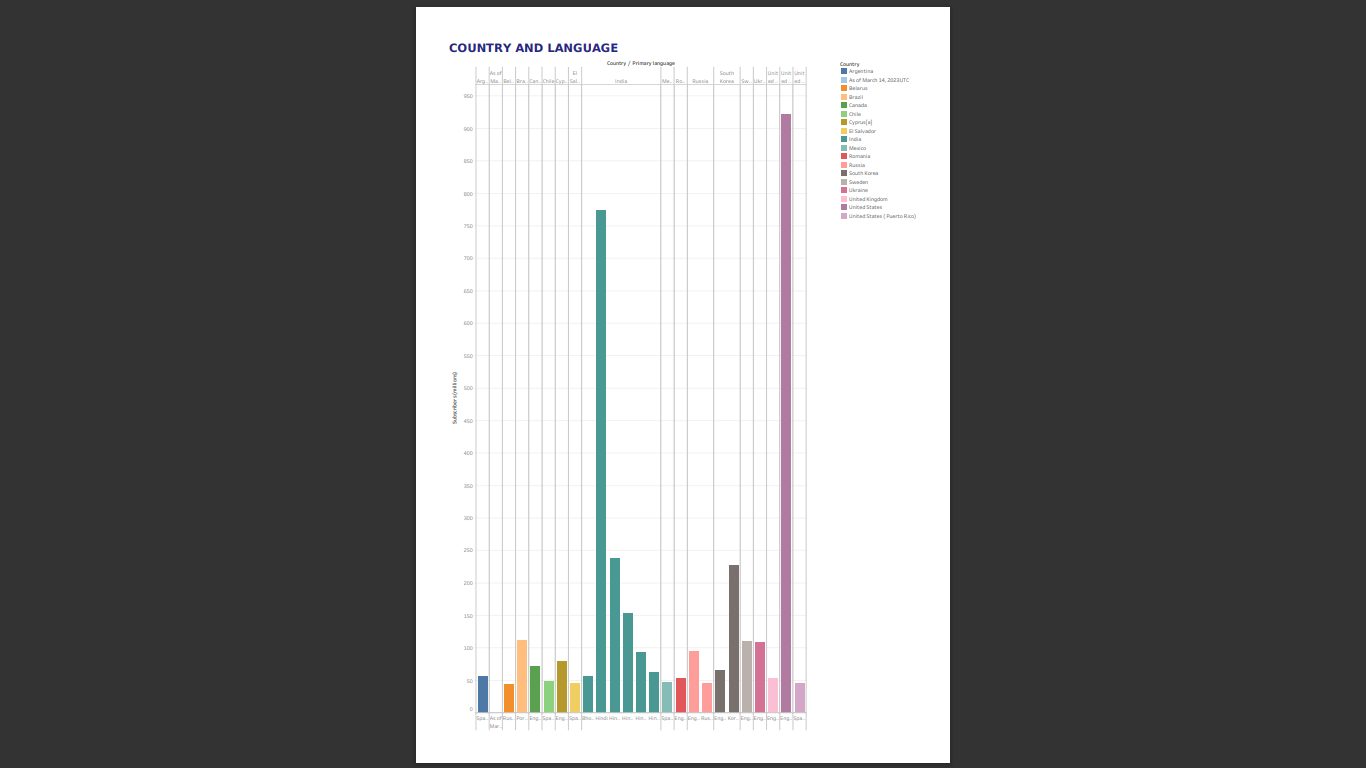 COUNTRY AND LANGUAGE
Country / Primary language
Arg.. As of Ma.. Bel.. Bra.. Can.. Chile Cyp.. El Sal.. India Me.. Ro.. Russia South Korea Sw.. Ukr.. Unit ed .. Unit ed .. Unit ed..
950
900
850
800
750
700
650
600
550
500
450
400
350
300
250
200
150
100
50
0
Subscribers (millions)
Spa.. As of Mar.. Rus.. Por.. Eng.. Spa.. Eng.. Spa.. Bho.. Hindi Hin.. Hin.. Hin.. Hin.. Spa.. Eng.. Eng.. Rus.. Eng.. Kor.. Eng.. Eng.. Eng.. Eng.. Spa..
Country
Argentina
As of March 14, 2023UTC
Belarus
Brazil
Canada
Chile
Cyprus[a]
El Salvador
India
Mexico
Romania
Russia
South Korea
Sweden
Ukraine
United Kingdom
United States
United States ( Puerto Rico)